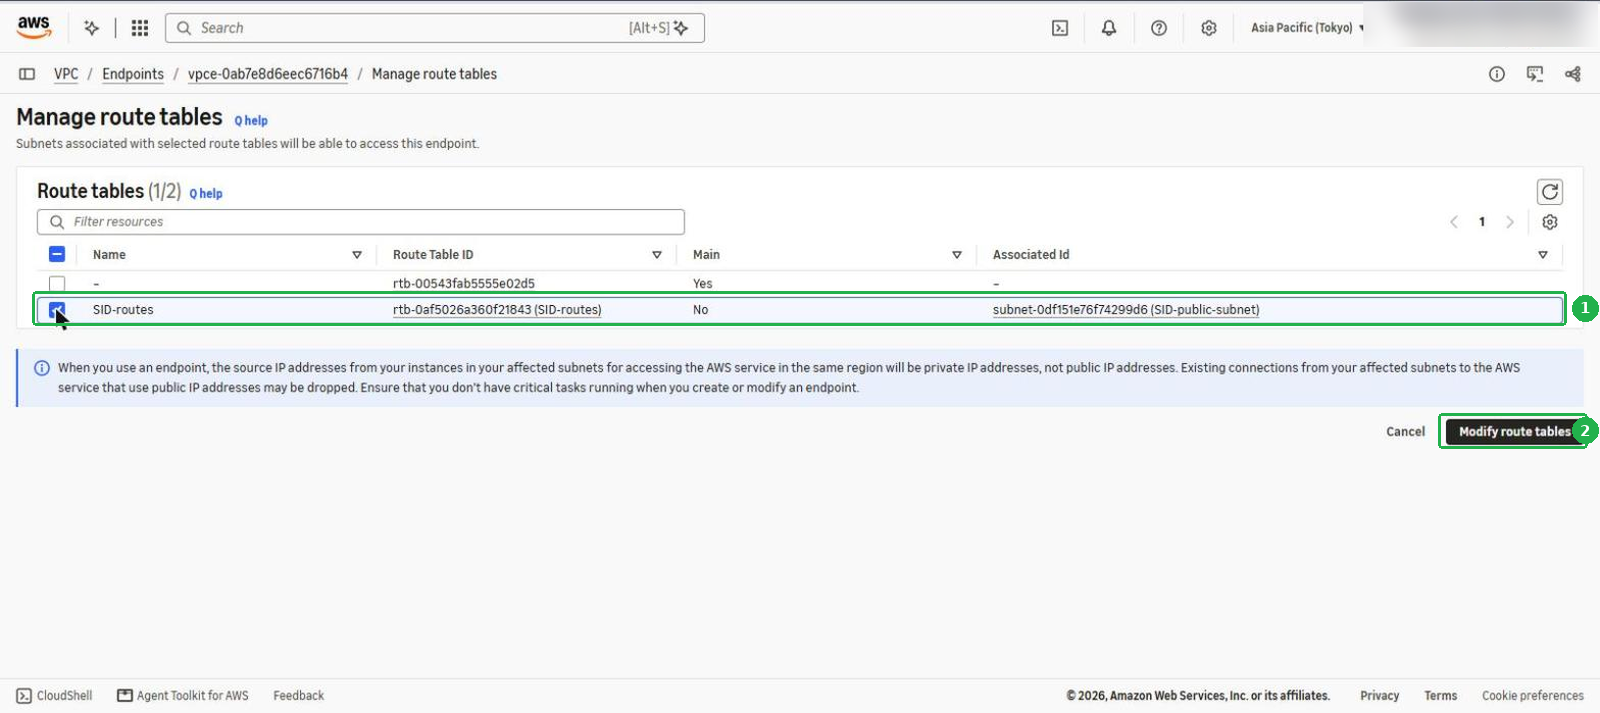 aws
Search [Alt+S]
Asia Pacific (Tokyo)
VPC / Endpoints / vpce-0ab7e8d6eec6716b4 / Manage route tables
Manage route tables Q help
Subnets associated with selected route tables will be able to access this endpoint.
Route tables (1/2) Q help
Filter resources
1
Name Route Table ID Main Associated Id
- rtb-00543fab5555e02d5 Yes -
SID-routes rtb-0af5026a360f21843 (SID-routes) No subnet-0df151e76f74299d6 (SID-public-subnet) 1
When you use an endpoint, the source IP addresses from your instances in your affected subnets for accessing the AWS service in the same region will be private IP addresses, not public IP addresses. Existing connections from your affected subnets to the AWS
service that use public IP addresses may be dropped. Ensure that you don't have critical tasks running when you create or modify an endpoint.
Cancel Modify route tables 2
CloudShell Agent Toolkit for AWS Feedback © 2026, Amazon Web Services, Inc. or its affiliates. Privacy Terms Cookie preferences